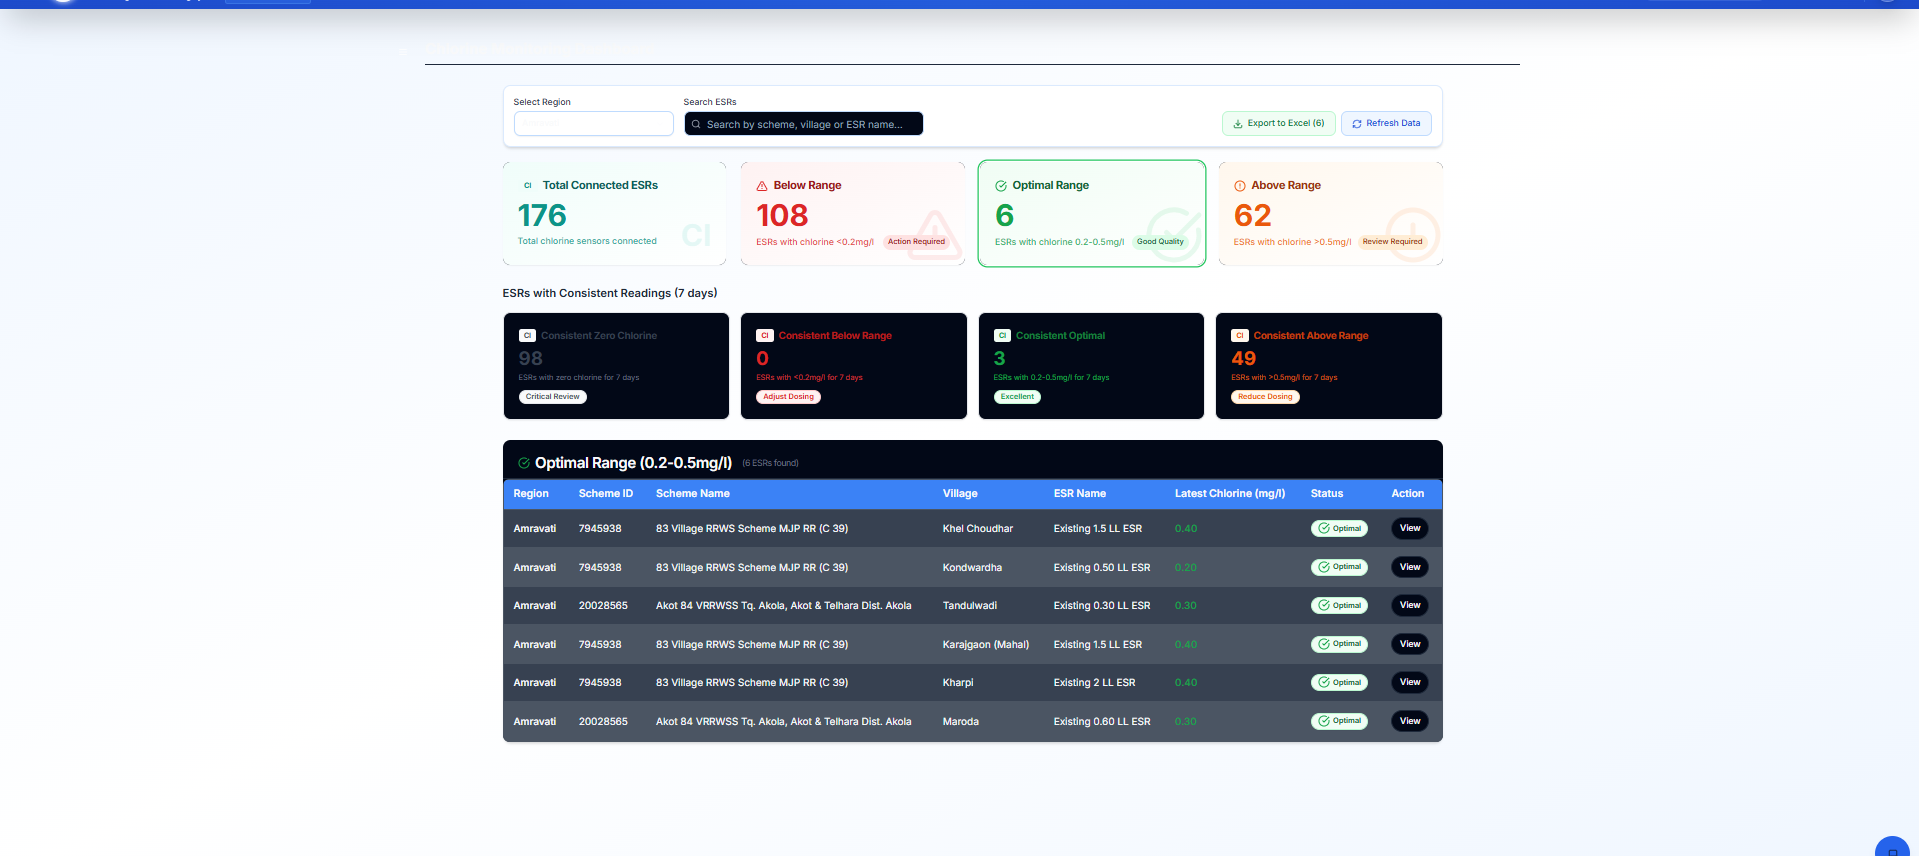 Select Region
Search ESRs
Search by scheme, village or ESR name...
Export to Excel (6)
Refresh Data
Cl Total Connected ESRs
176
Total chlorine sensors connected
Cl
Below Range
108
ESRs with chlorine <0.2mg/l
Action Required
Optimal Range
6
ESRs with chlorine 0.2-0.5mg/l
Good Quality
Above Range
62
ESRs with chlorine >0.5mg/l
Review Required
ESRs with Consistent Readings (7 days)
Cl Consistent Zero Chlorine
98
ESRs with zero chlorine for 7 days
Critical Review
Cl Consistent Below Range
0
ESRs with <0.2mg/l for 7 days
Adjust Dosing
Cl Consistent Optimal
3
ESRs with 0.2-0.5mg/l for 7 days
Excellent
Cl Consistent Above Range
49
ESRs with >0.5mg/l for 7 days
Reduce Dosing
Optimal Range (0.2-0.5mg/l) (6 ESRs found)
Region Scheme ID Scheme Name Village ESR Name Latest Chlorine (mg/l) Status Action
Amravati 7945938 83 Village RRWS Scheme MJP RR (C 39) Khel Choudhar Existing 1.5 LL ESR 0.40 Optimal View
Amravati 7945938 83 Village RRWS Scheme MJP RR (C 39) Kondwardha Existing 0.50 LL ESR 0.20 Optimal View
Amravati 20028565 Akot 84 VRRWSS Tq. Akola, Akot & Telhara Dist. Akola Tandulwadi Existing 0.30 LL ESR 0.30 Optimal View
Amravati 7945938 83 Village RRWS Scheme MJP RR (C 39) Karajgaon (Mahal) Existing 1.5 LL ESR 0.40 Optimal View
Amravati 7945938 83 Village RRWS Scheme MJP RR (C 39) Kharpi Existing 2 LL ESR 0.40 Optimal View
Amravati 20028565 Akot 84 VRRWSS Tq. Akola, Akot & Telhara Dist. Akola Maroda Existing 0.60 LL ESR 0.30 Optimal View